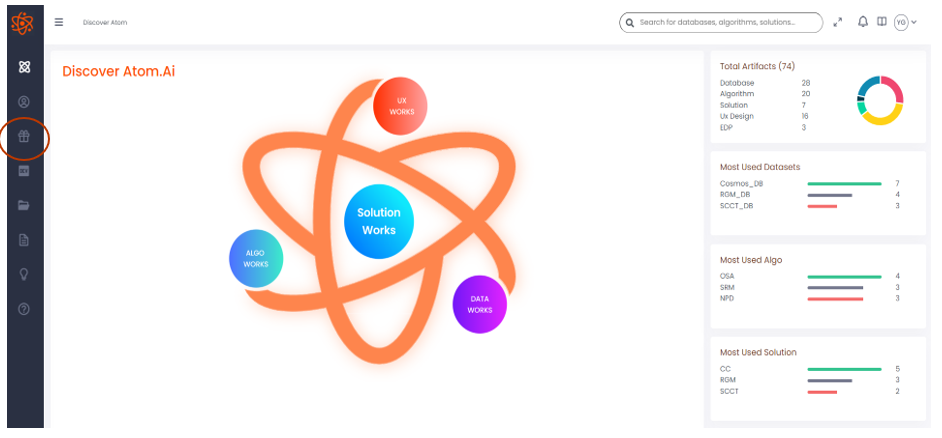 Discover Atom
Search for databases, algorithms, solutions...
YG
Discover Atom.Ai
UX
WORKS
Solution
Works
ALGO
WORKS
DATA
WORKS
Total Artifacts (74)
Database 28
Algorithm 20
Solution 7
Ux Design 16
EDP 3
Most Used Datasets
Cosmos_DB 7
RGM_DB 4
SCCT_DB 3
Most Used Algo
OSA 4
SRM 3
NPD 3
Most Used Solution
CC 5
RGM 3
SCCT 2